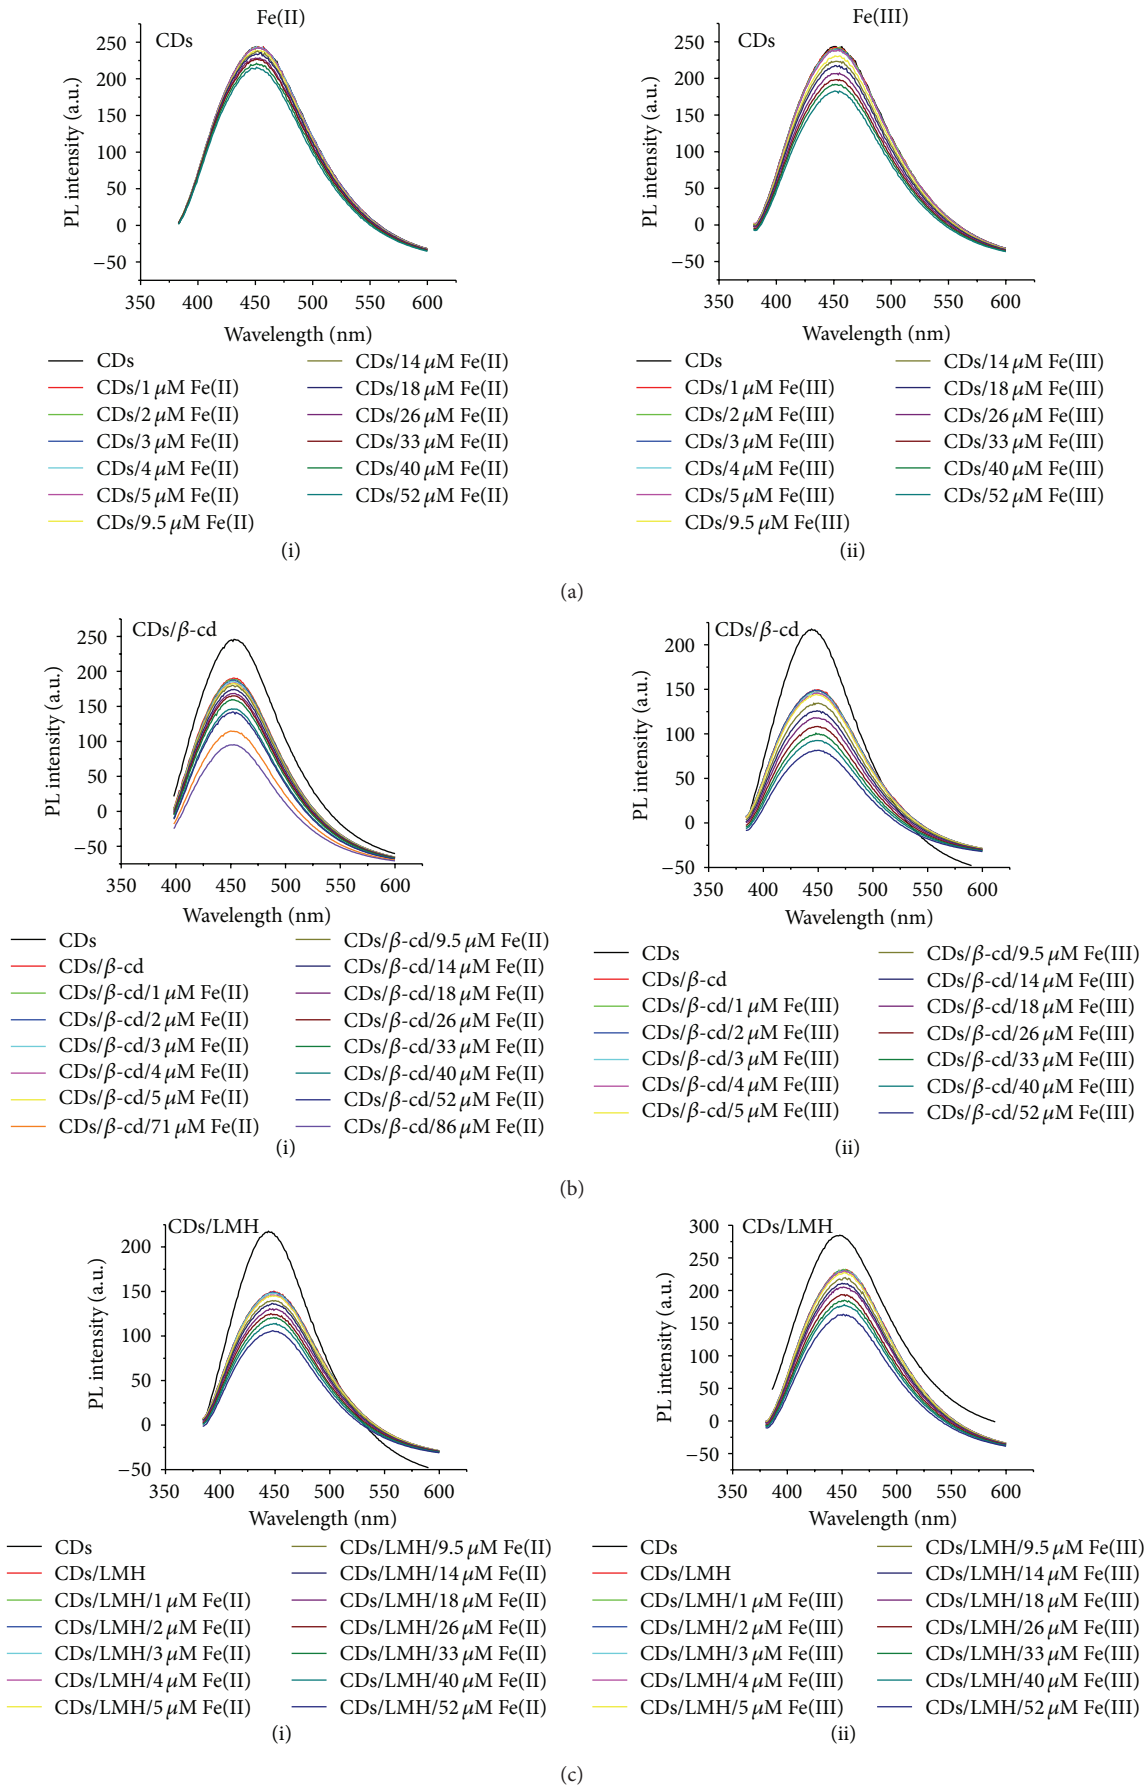 Fe(II)
CDs
250
200
150
100
50
0
−50
PL intensity (a.u.)
350 400 450 500 550 600
Wavelength (nm)
CDs
CDs/1 μM Fe(II)
CDs/2 μM Fe(II)
CDs/3 μM Fe(II)
CDs/4 μM Fe(II)
CDs/5 μM Fe(II)
CDs/9.5 μM Fe(II)
CDs/14 μM Fe(II)
CDs/18 μM Fe(II)
CDs/26 μM Fe(II)
CDs/33 μM Fe(II)
CDs/40 μM Fe(II)
CDs/52 μM Fe(II)
(i)
Fe(III)
CDs
250
200
150
100
50
0
−50
PL intensity (a.u.)
350 400 450 500 550 600
Wavelength (nm)
CDs
CDs/1 μM Fe(III)
CDs/2 μM Fe(III)
CDs/3 μM Fe(III)
CDs/4 μM Fe(III)
CDs/5 μM Fe(III)
CDs/9.5 μM Fe(III)
CDs/14 μM Fe(III)
CDs/18 μM Fe(III)
CDs/26 μM Fe(III)
CDs/33 μM Fe(III)
CDs/40 μM Fe(III)
CDs/52 μM Fe(III)
(ii)
(a)
CDs/β-cd
250
200
150
100
50
0
−50
PL intensity (a.u.)
350 400 450 500 550 600
Wavelength (nm)
CDs
CDs/β-cd
CDs/β-cd/1 μM Fe(II)
CDs/β-cd/2 μM Fe(II)
CDs/β-cd/3 μM Fe(II)
CDs/β-cd/4 μM Fe(II)
CDs/β-cd/5 μM Fe(II)
CDs/β-cd/71 μM Fe(II)
CDs/β-cd/9.5 μM Fe(II)
CDs/β-cd/14 μM Fe(II)
CDs/β-cd/18 μM Fe(II)
CDs/β-cd/26 μM Fe(II)
CDs/β-cd/33 μM Fe(II)
CDs/β-cd/40 μM Fe(II)
CDs/β-cd/52 μM Fe(II)
CDs/β-cd/86 μM Fe(II)
(i)
CDs/β-cd
200
150
100
50
0
−50
PL intensity (a.u.)
350 400 450 500 550 600
Wavelength (nm)
CDs
CDs/β-cd
CDs/β-cd/1 μM Fe(III)
CDs/β-cd/2 μM Fe(III)
CDs/β-cd/3 μM Fe(III)
CDs/β-cd/4 μM Fe(III)
CDs/β-cd/5 μM Fe(III)
CDs/β-cd/9.5 μM Fe(III)
CDs/β-cd/14 μM Fe(III)
CDs/β-cd/18 μM Fe(III)
CDs/β-cd/26 μM Fe(III)
CDs/β-cd/33 μM Fe(III)
CDs/β-cd/40 μM Fe(III)
CDs/β-cd/52 μM Fe(III)
(ii)
(b)
CDs/LMH
200
150
100
50
0
−50
PL intensity (a.u.)
350 400 450 500 550 600
Wavelength (nm)
CDs
CDs/LMH
CDs/LMH/1 μM Fe(II)
CDs/LMH/2 μM Fe(II)
CDs/LMH/3 μM Fe(II)
CDs/LMH/4 μM Fe(II)
CDs/LMH/5 μM Fe(II)
CDs/LMH/9.5 μM Fe(II)
CDs/LMH/14 μM Fe(II)
CDs/LMH/18 μM Fe(II)
CDs/LMH/26 μM Fe(II)
CDs/LMH/33 μM Fe(II)
CDs/LMH/40 μM Fe(II)
CDs/LMH/52 μM Fe(II)
(i)
CDs/LMH
300
250
200
150
100
50
0
−50
PL intensity (a.u.)
350 400 450 500 550 600
Wavelength (nm)
CDs
CDs/LMH
CDs/LMH/1 μM Fe(III)
CDs/LMH/2 μM Fe(III)
CDs/LMH/3 μM Fe(III)
CDs/LMH/4 μM Fe(III)
CDs/LMH/5 μM Fe(III)
CDs/LMH/9.5 μM Fe(III)
CDs/LMH/14 μM Fe(III)
CDs/LMH/18 μM Fe(III)
CDs/LMH/26 μM Fe(III)
CDs/LMH/33 μM Fe(III)
CDs/LMH/40 μM Fe(III)
CDs/LMH/52 μM Fe(III)
(ii)
(c)